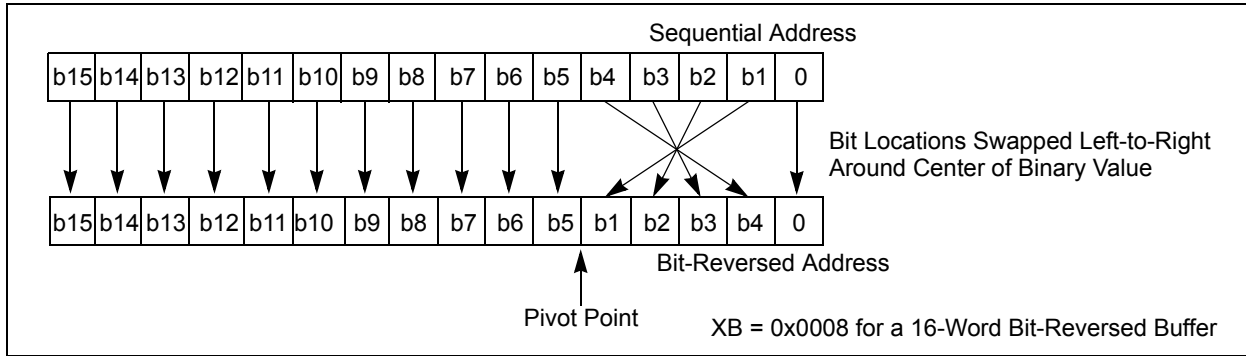 Sequential Address
b15 b14 b13 b12 b11 b10 b9 b8 b7 b6 b5 b4 b3 b2 b1 0
Bit Locations Swapped Left-to-Right
Around Center of Binary Value
b15 b14 b13 b12 b11 b10 b9 b8 b7 b6 b5 b1 b2 b3 b4 0
Bit-Reversed Address
Pivot Point
XB = 0x0008 for a 16-Word Bit-Reversed Buffer